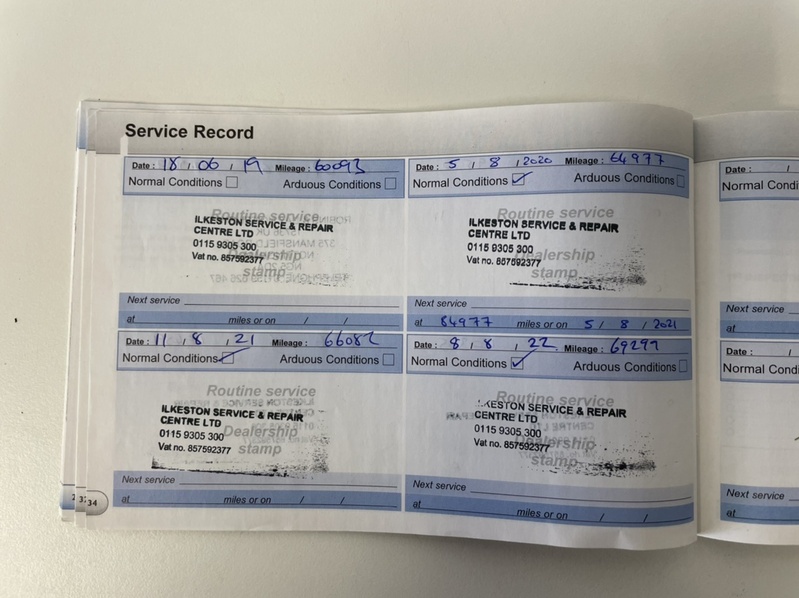 Service Record
Date : 18 / 06 / 19 Mileage : 60093
Normal Conditions Arduous Conditions
Routine service
ILKESTON SERVICE & REPAIR
CENTRE LTD
0115 9305 300
Dealership
Vat no. 857592377
stamp
Next service
at miles or on / /
Date : 5 / 8 / 2020 Mileage : 64977
Normal Conditions Arduous Conditions
Routine service
ILKESTON SERVICE & REPAIR
CENTRE LTD
0115 9305 300
Dealership
Vat no. 857592377
stamp
Next service
at 84977 miles or on 5 / 8 / 2021
Date : 11 / 8 / 21 Mileage : 66082
Normal Conditions Arduous Conditions
Routine service
ILKESTON SERVICE & REPAIR
CENTRE LTD
0115 9305 300
Dealership
Vat no. 857592377
stamp
Next service
at miles or on / /
Date : 8 / 8 / 22 Mileage : 69297
Normal Conditions Arduous Conditions
Routine service
KESTON SERVICE & REPAIR
CENTRE LTD
0115 9305 300
Dealership
Vat no. 857592377
stamp
Next service
at miles or on / /
34
Date : /
Normal Condi
Next service
at
Date : /
Normal Condi
Next service
at